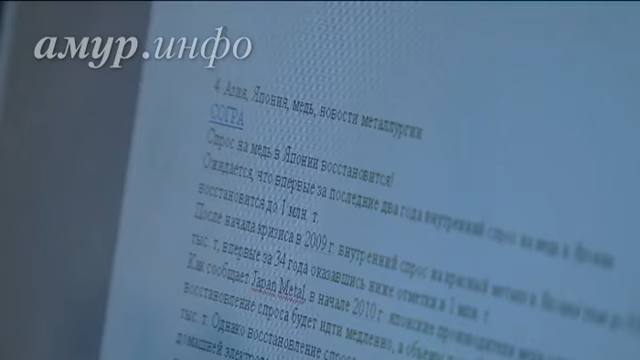 амур.инфо
4. Азия, Япония, медь, новости металлургии
СОГРА
Спрос на медь в Японии восстановится!
Ожидается, что впервые за последние два года внутренний спрос на медь в Японии
восстановится до 1 млн. т.
После начала кризиса в 2009 г. внутренний спрос на красный металл в
тыс. т, впервые за 34 года оказавшись ниже отметки в 1 млн. т.
Как сообщает Japan Metal, в начале 2010 г. японские производители
восстановление спроса будет идти медленно, а объемы
тыс. т. Однако восстановление спроса
домашней